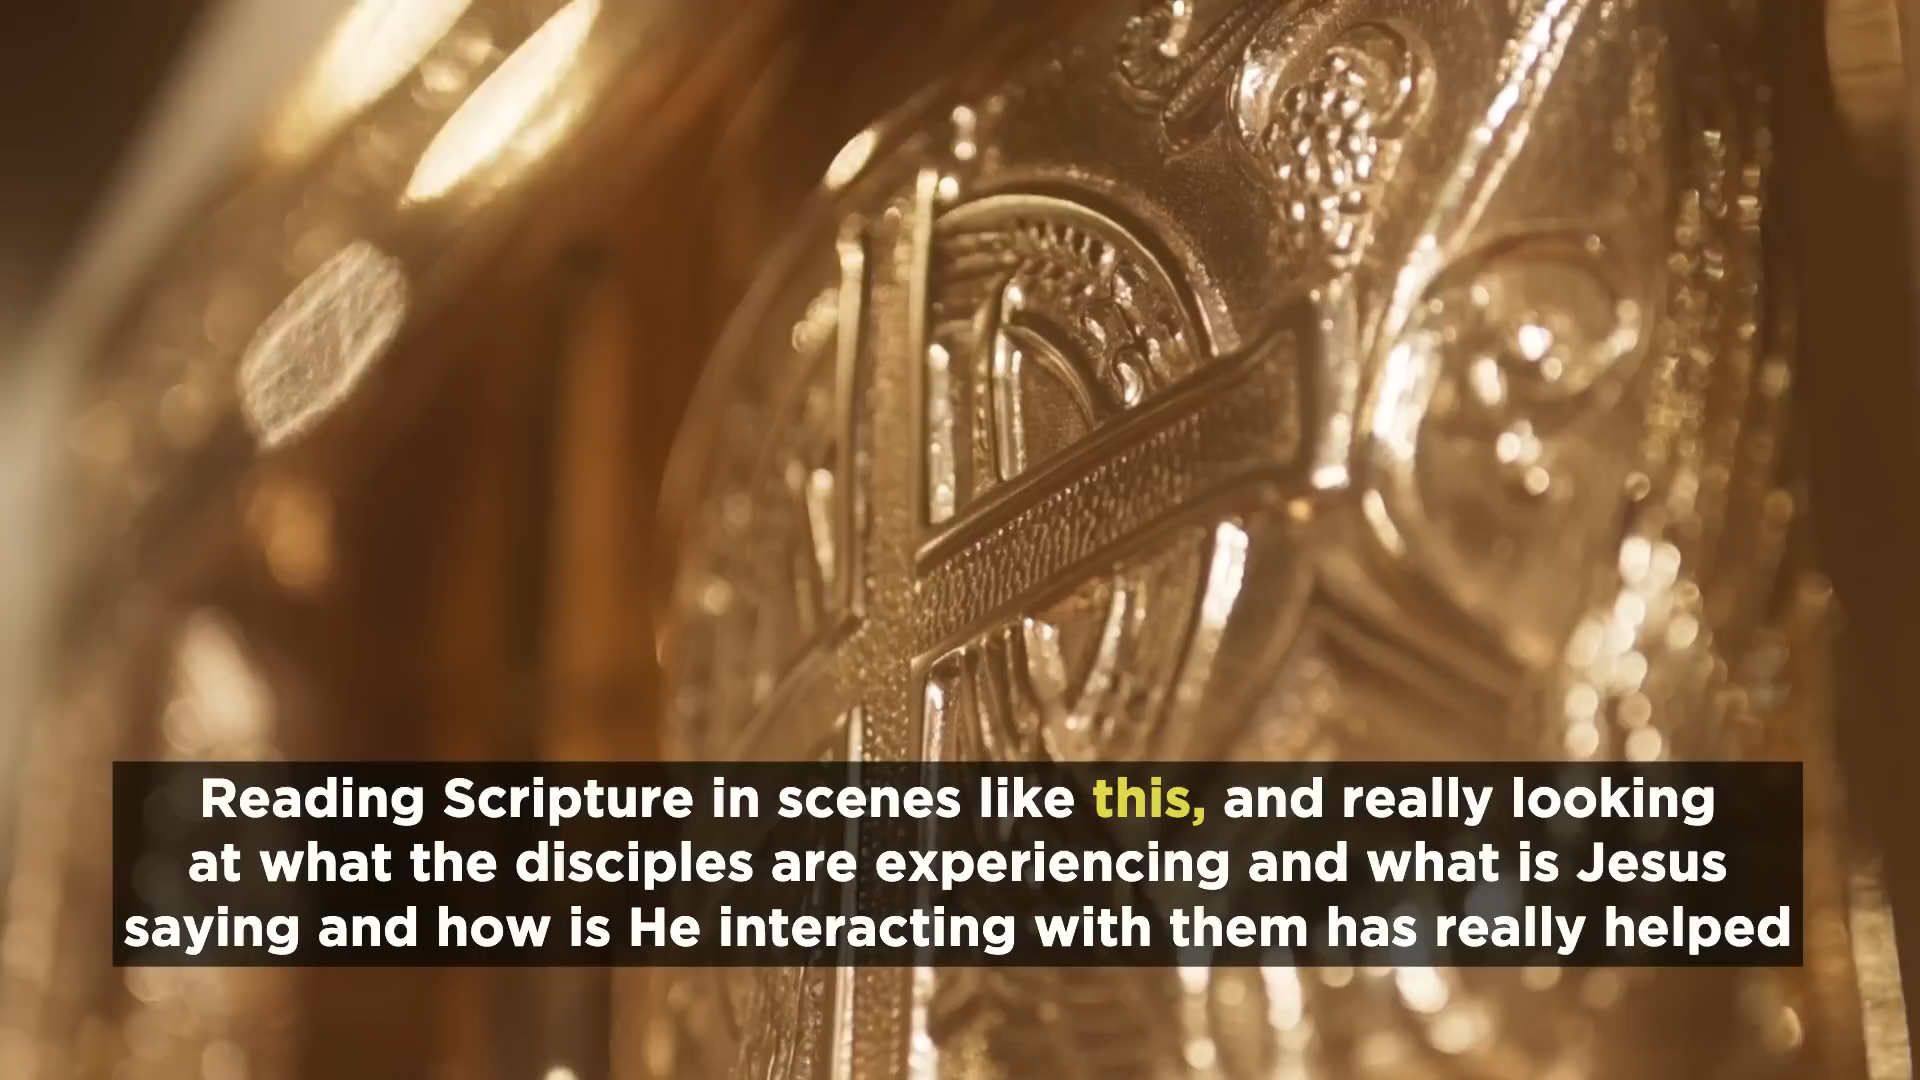 Reading Scripture in scenes like this, and really looking
at what the disciples are experiencing and what is Jesus
saying and how is He interacting with them has really helped